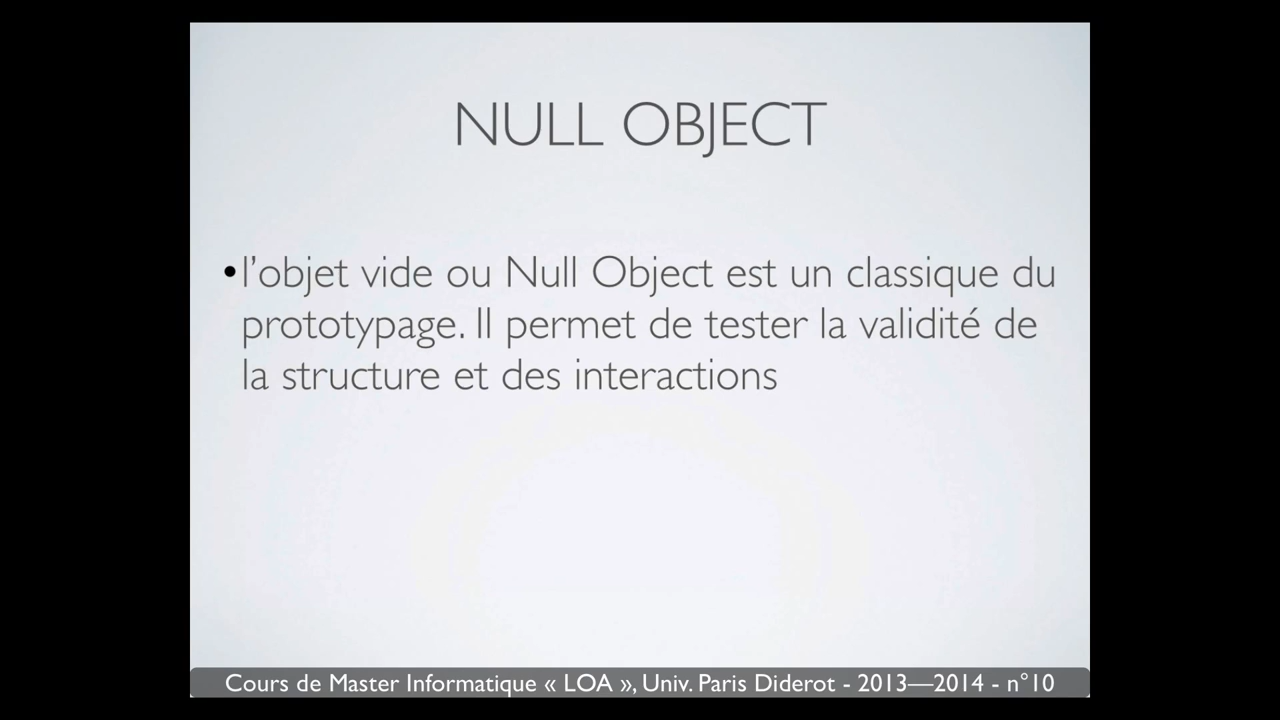 NULL OBJECT
•l’objet vide ou Null Object est un classique du
prototypage. Il permet de tester la validité de
la structure et des interactions
Cours de Master Informatique « LOA », Univ. Paris Diderot - 2013—2014 - n°10